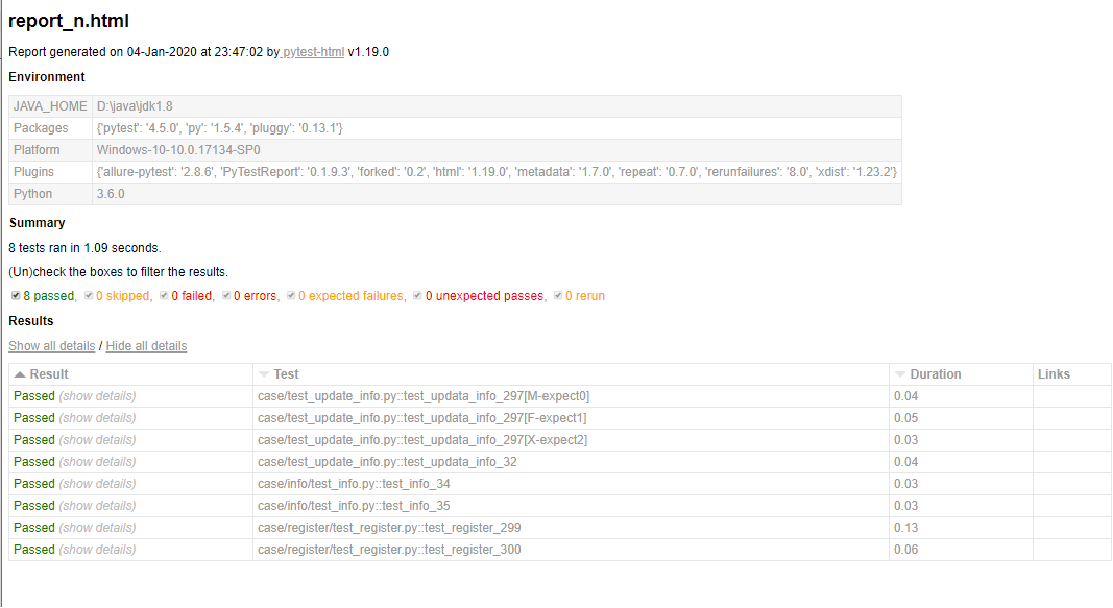 report_n.html
Report generated on 04-Jan-2020 at 23:47:02 by pytest-html v1.19.0
Environment
JAVA_HOME D:\java\jdk1.8
Packages {'pytest': '4.5.0', 'py': '1.5.4', 'pluggy': '0.13.1'}
Platform Windows-10-10.0.17134-SP0
Plugins {'allure-pytest': '2.8.6', 'PyTestReport': '0.1.9.3', 'forked': '0.2', 'html': '1.19.0', 'metadata': '1.7.0', 'repeat': '0.7.0', 'rerunfailures': '8.0', 'xdist': '1.23.2'}
Python 3.6.0
Summary
8 tests ran in 1.09 seconds.
(Un)check the boxes to filter the results.
8 passed, 0 skipped, 0 failed, 0 errors, 0 expected failures, 0 unexpected passes, 0 rerun
Results
Show all details / Hide all details
Result Test Duration Links
Passed (show details) case/test_update_info.py::test_updata_info_297[M-expect0] 0.04
Passed (show details) case/test_update_info.py::test_updata_info_297[F-expect1] 0.05
Passed (show details) case/test_update_info.py::test_updata_info_297[X-expect2] 0.03
Passed (show details) case/test_update_info.py::test_updata_info_32 0.04
Passed (show details) case/info/test_info.py::test_info_34 0.03
Passed (show details) case/info/test_info.py::test_info_35 0.03
Passed (show details) case/register/test_register.py::test_register_299 0.13
Passed (show details) case/register/test_register.py::test_register_300 0.06